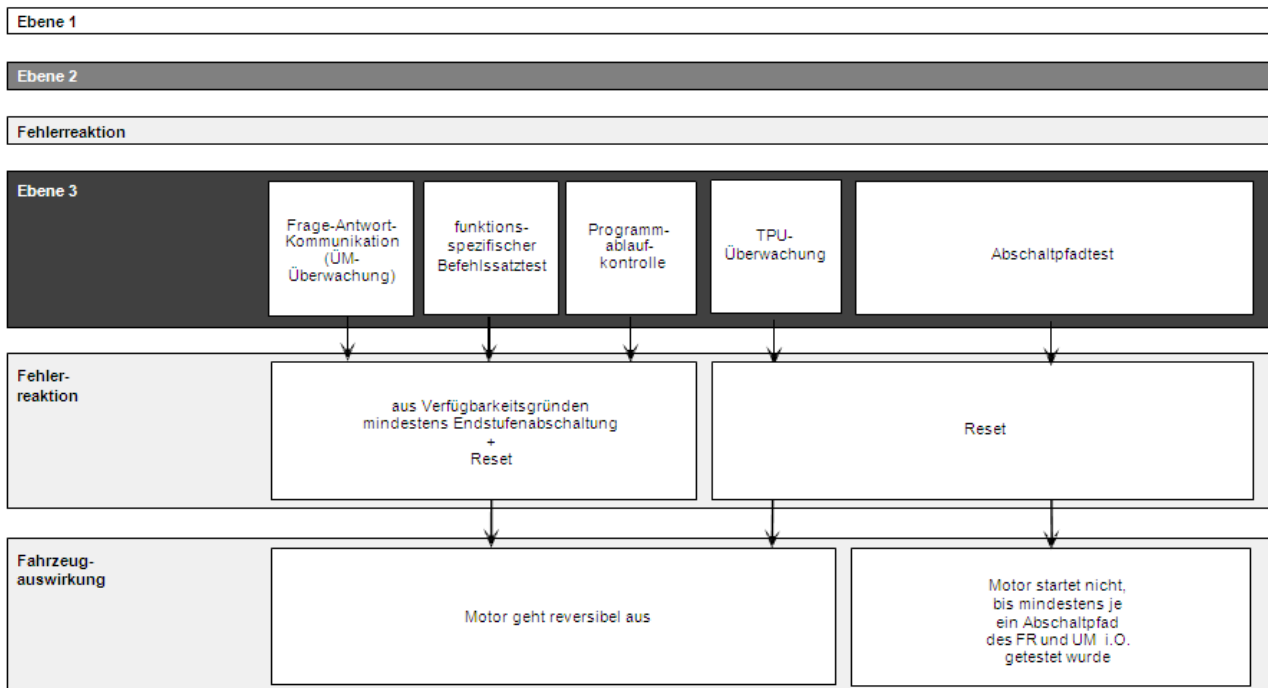 Ebene 1
Ebene 2
Fehlerreaktion
Ebene 3
Frage-Antwort-
Kommunikation
(ÜM-
Überwachung)
funktions-
spezifischer
Befehlssatztest
Programm-
ablauf-
kontrolle
TPU-
Überwachung
Abschaltpfadtest
Fehler-
reaktion
aus Verfügbarkeitsgründen
mindestens Endstufenabschaltung
+
Reset
Reset
Fahrzeug-
auswirkung
Motor geht reversibel aus
Motor startet nicht,
bis mindestens je
ein Abschaltpfad
des FR und UM i.O.
getestet wurde